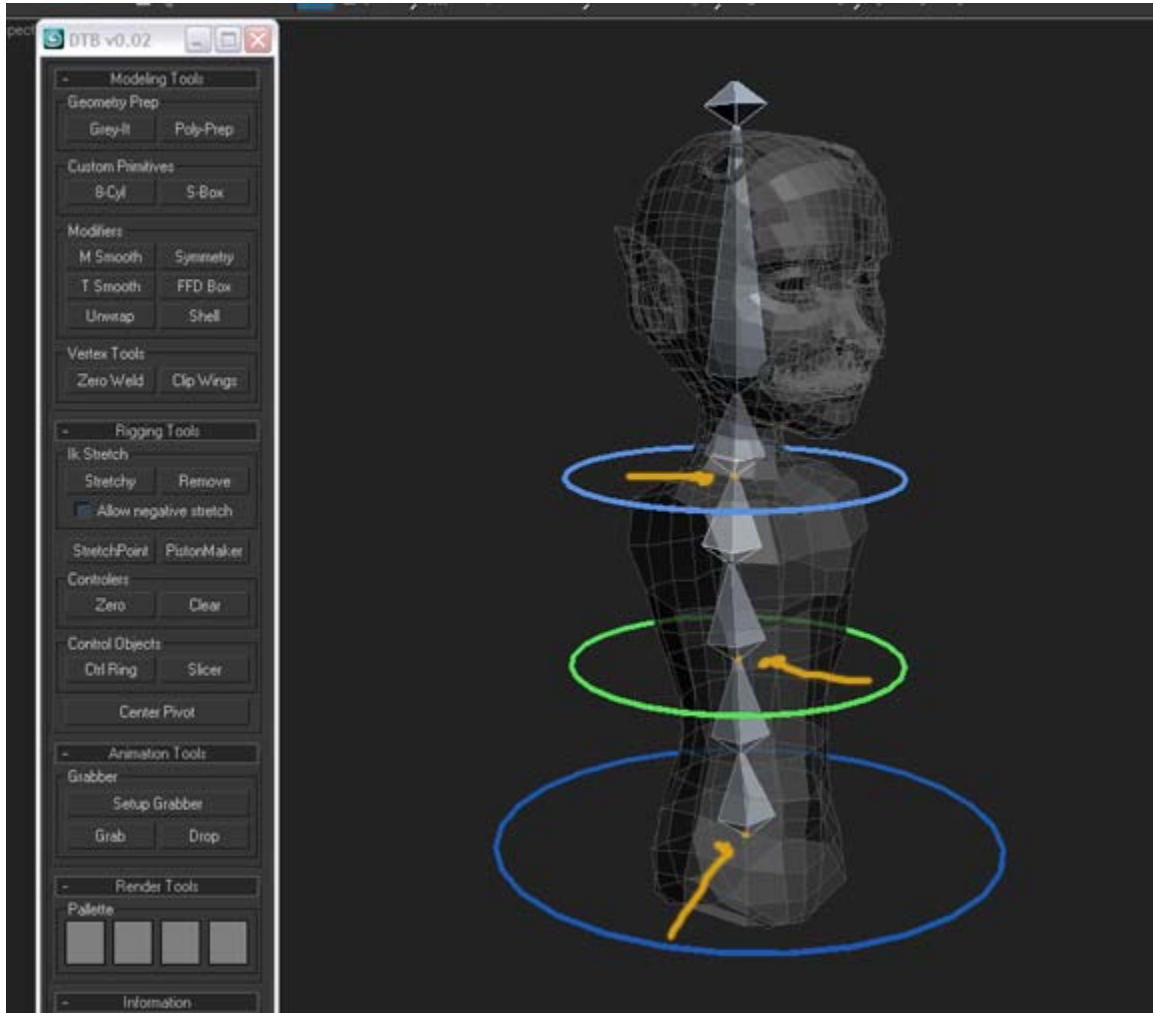 pect
DTB v0.02
- Modeling Tools
Geometry Prep
Grey-It Poly-Prep
Custom Primitives
8-Cyl S-Box
Modifiers
M Smooth Symmetry
T Smooth FFD Box
Unwrap Shell
Vertex Tools
Zero Weld Clip Wings
- Rigging Tools
Ik Stretch
Stretchy Remove
Allow negative stretch
StretchPoint PistonMaker
Controlers
Zero Clear
Control Objects
Ctrl Ring Slicer
Center Pivot
- Animation Tools
Grabber
Setup Grabber
Grab Drop
- Render Tools
Pallette
- Information